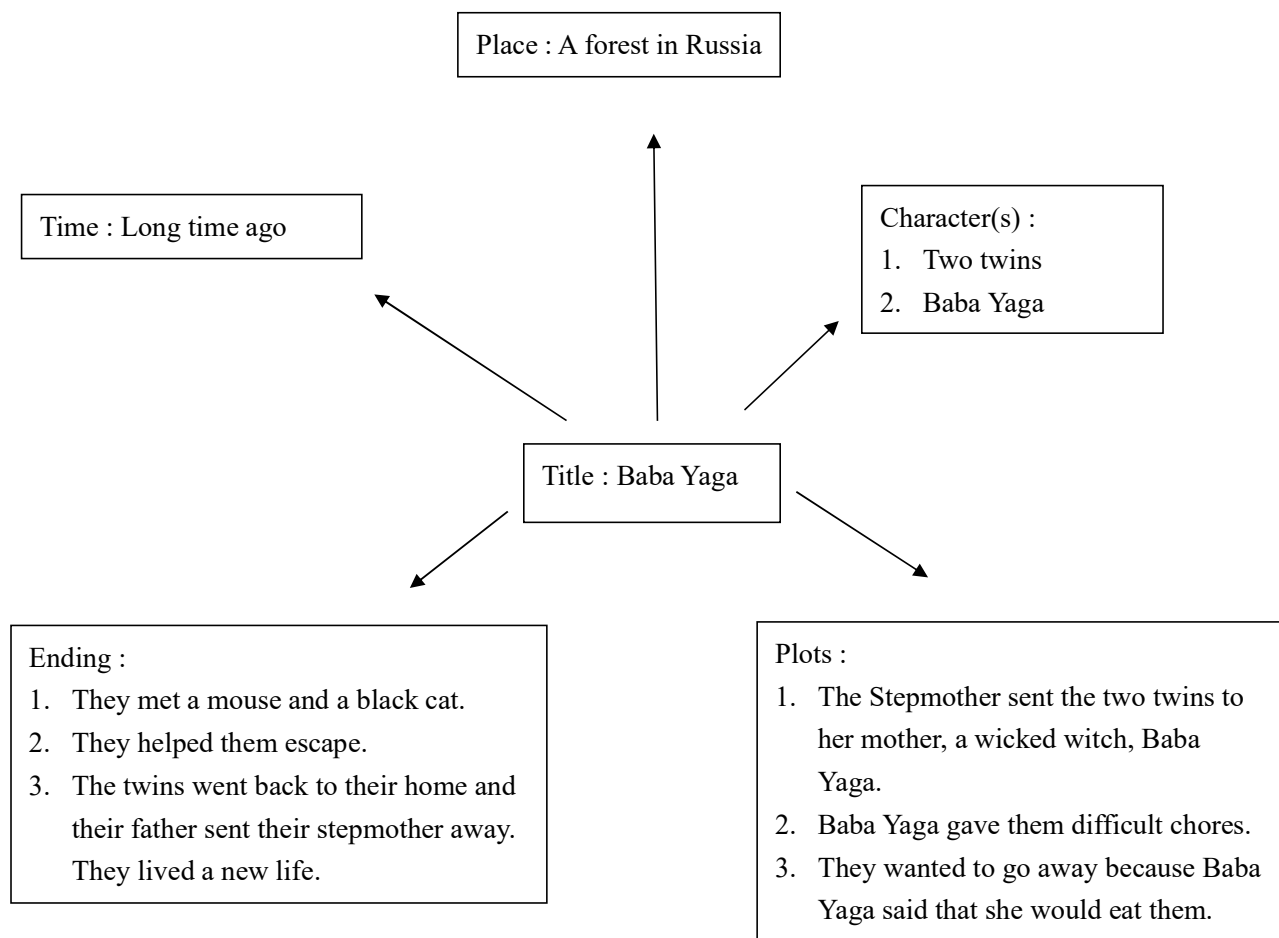 Place : A forest in Russia
Time : Long time ago
Character(s) :
1. Two twins
2. Baba Yaga
Title : Baba Yaga
Ending :
1. They met a mouse and a black cat.
2. They helped them escape.
3. The twins went back to their home and
their father sent their stepmother away.
They lived a new life.
Plots :
1. The Stepmother sent the two twins to
her mother, a wicked witch, Baba
Yaga.
2. Baba Yaga gave them difficult chores.
3. They wanted to go away because Baba
Yaga said that she would eat them.